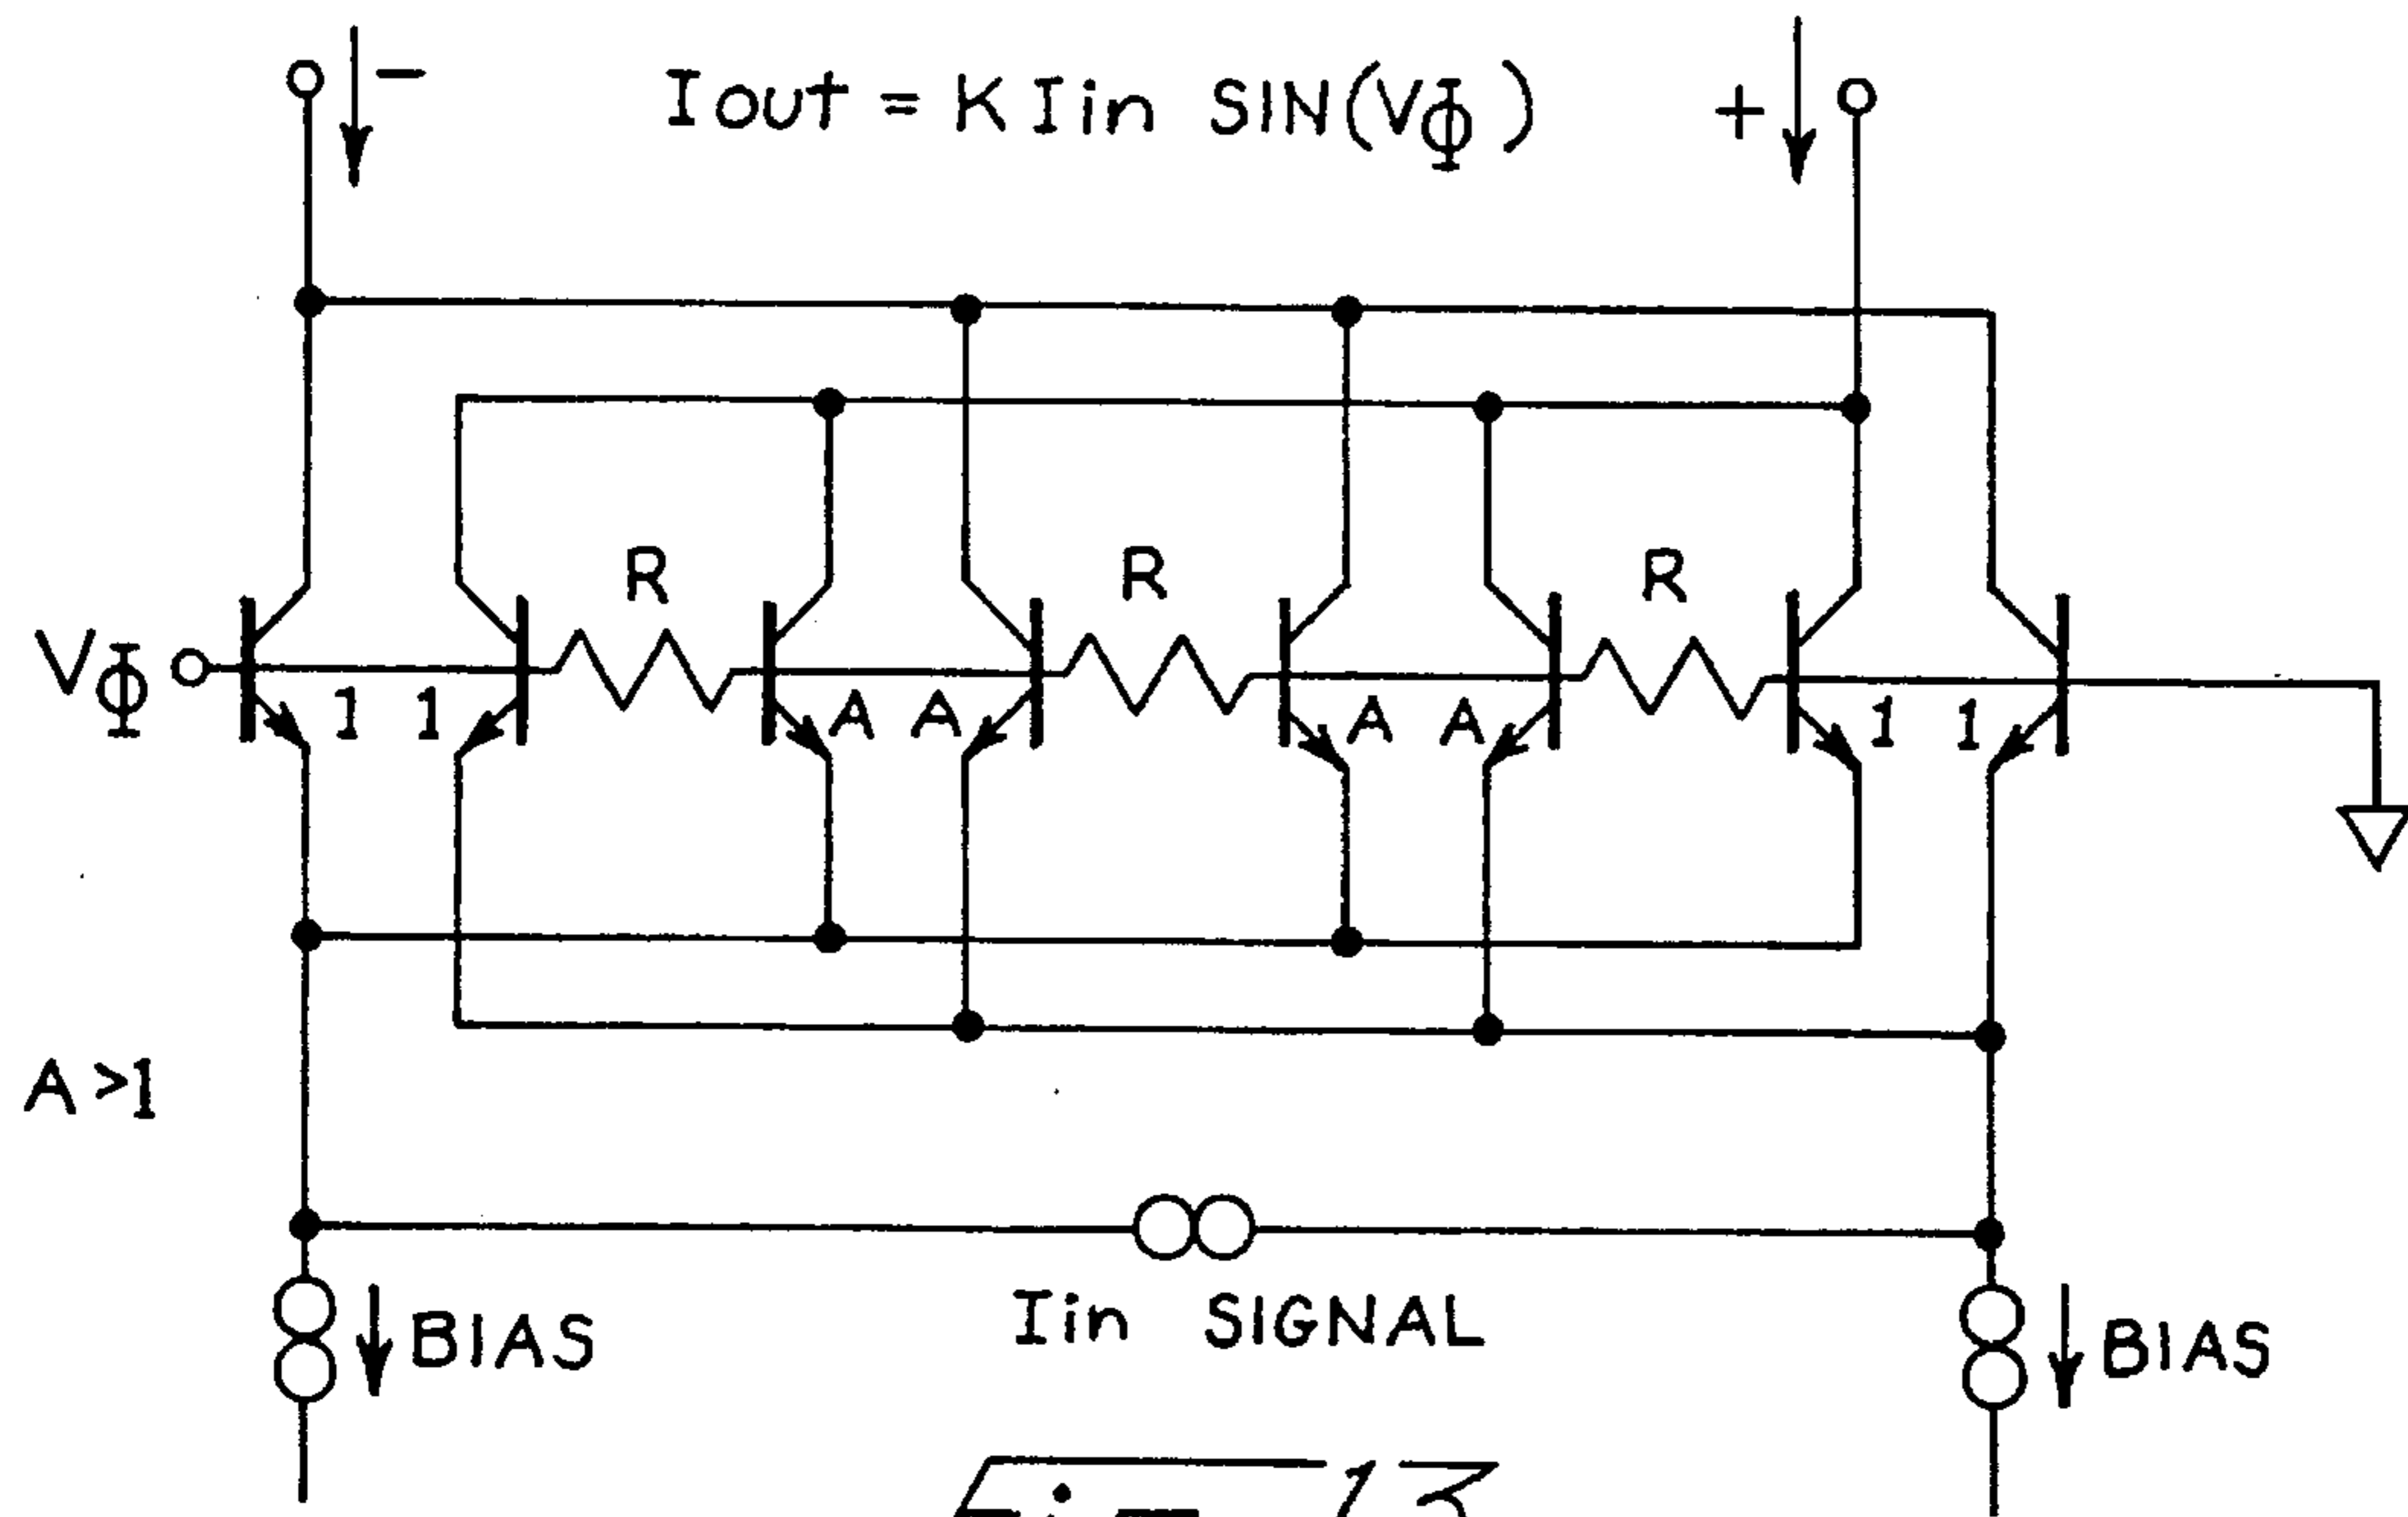 −
Iout = K Iin SIN(VΦ)
+
R
R
R
VΦ
1
1
A
A
A
A
1
1
A>1
Iin SIGNAL
BIAS
BIAS